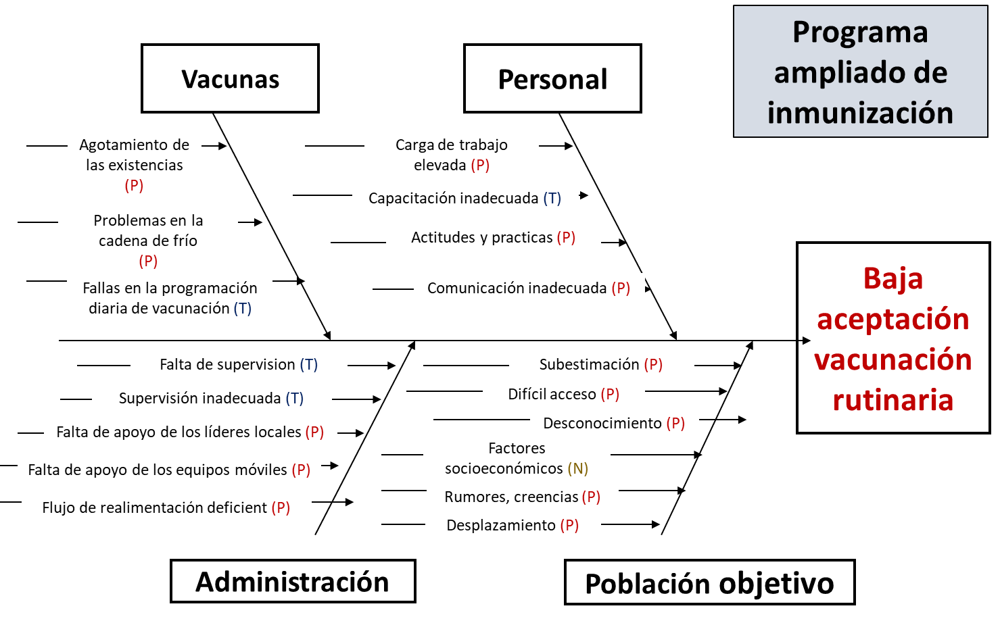 Programa
ampliado de
inmunización
Vacunas
Personal
Agotamiento de
las existencias
(P)
Problemas en la
cadena de frío
(P)
Fallas en la programación
diaria de vacunación (T)
Carga de trabajo
elevada (P)
Capacitación inadecuada (T)
Actitudes y practicas (P)
Comunicación inadecuada (P)
Baja
aceptación
vacunación
rutinaria
Falta de supervision (T)
Supervisión inadecuada (T)
Falta de apoyo de los líderes locales (P)
Falta de apoyo de los equipos móviles (P)
Flujo de realimentación deficient (P)
Subestimación (P)
Difícil acceso (P)
Desconocimiento (P)
Factores
socioeconómicos (N)
Rumores, creencias (P)
Desplazamiento (P)
Administración
Población objetivo